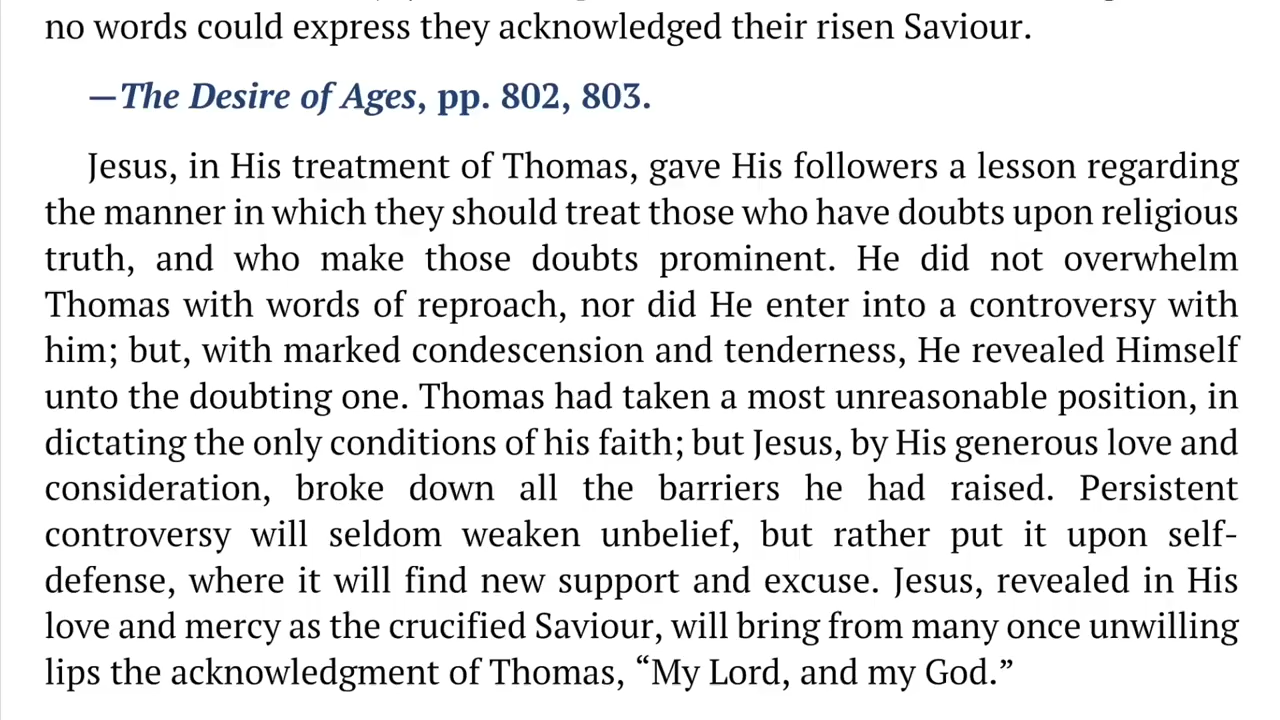 no words could express they acknowledged their risen Saviour.
—The Desire of Ages, pp. 802, 803.
Jesus, in His treatment of Thomas, gave His followers a lesson regarding
the manner in which they should treat those who have doubts upon religious
truth, and who make those doubts prominent. He did not overwhelm
Thomas with words of reproach, nor did He enter into a controversy with
him; but, with marked condescension and tenderness, He revealed Himself
unto the doubting one. Thomas had taken a most unreasonable position, in
dictating the only conditions of his faith; but Jesus, by His generous love and
consideration, broke down all the barriers he had raised. Persistent
controversy will seldom weaken unbelief, but rather put it upon self-
defense, where it will find new support and excuse. Jesus, revealed in His
love and mercy as the crucified Saviour, will bring from many once unwilling
lips the acknowledgment of Thomas, “My Lord, and my God.”